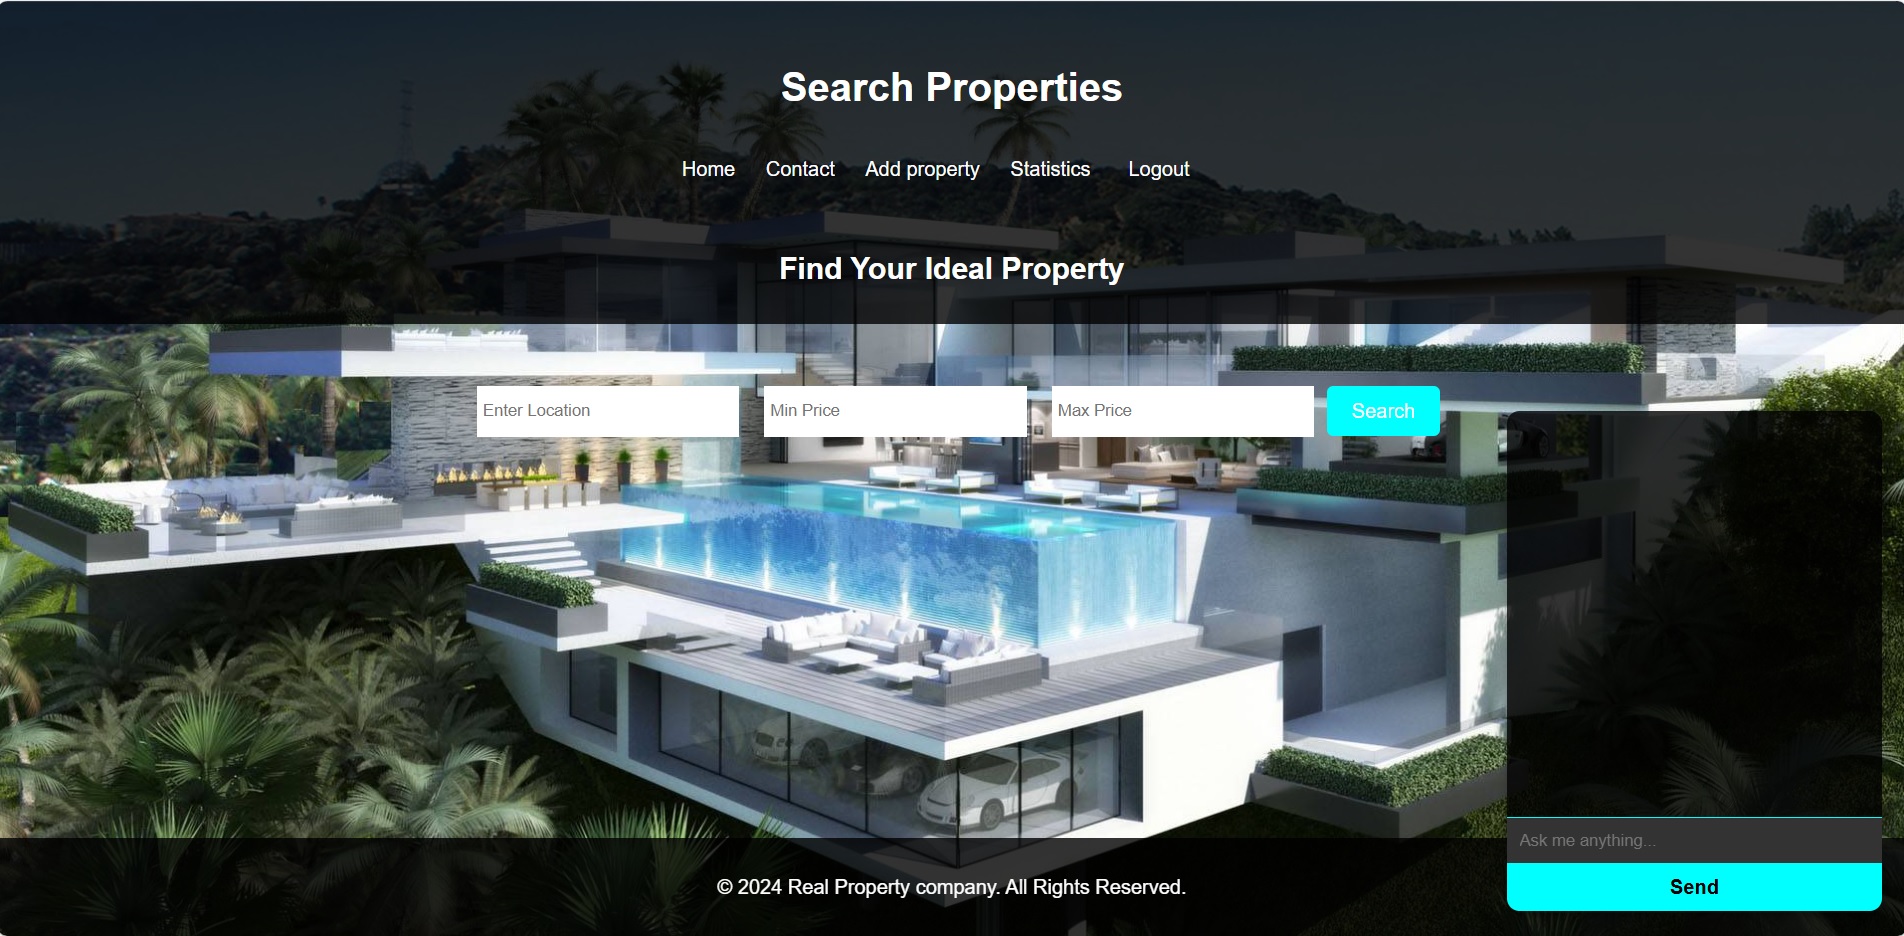 Search Properties
Home Contact Add property Statistics Logout
Find Your Ideal Property
Enter Location Min Price Max Price Search
Ask me anything...
Send
© 2024 Real Property company. All Rights Reserved.